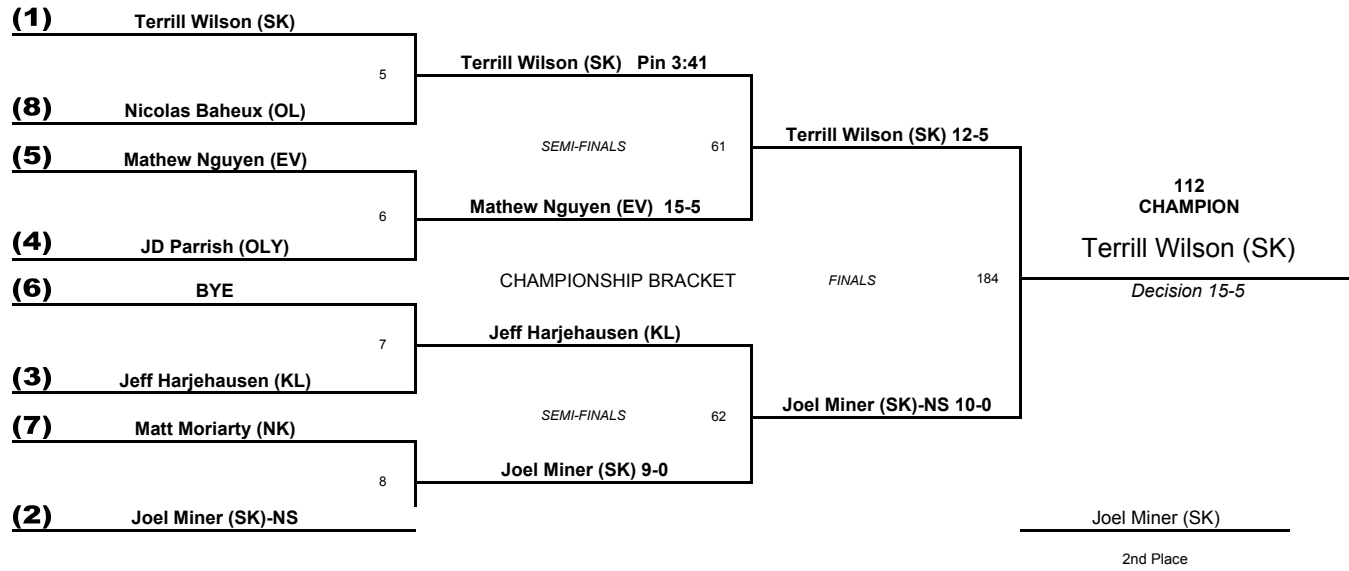 (1) Terrill Wilson (SK)
5
Terrill Wilson (SK) Pin 3:41
(8) Nicolas Baheux (OL)
SEMI-FINALS 61
Terrill Wilson (SK) 12-5
(5) Mathew Nguyen (EV)
6
Mathew Nguyen (EV) 15-5
(4) JD Parrish (OLY)
112
CHAMPION
Terrill Wilson (SK)
Decision 15-5
CHAMPIONSHIP BRACKET
FINALS 184
(6) BYE
7
Jeff Harjehausen (KL)
(3) Jeff Harjehausen (KL)
SEMI-FINALS 62
Joel Miner (SK)-NS 10-0
(7) Matt Moriarty (NK)
8
Joel Miner (SK) 9-0
(2) Joel Miner (SK)-NS
Joel Miner (SK)
2nd Place